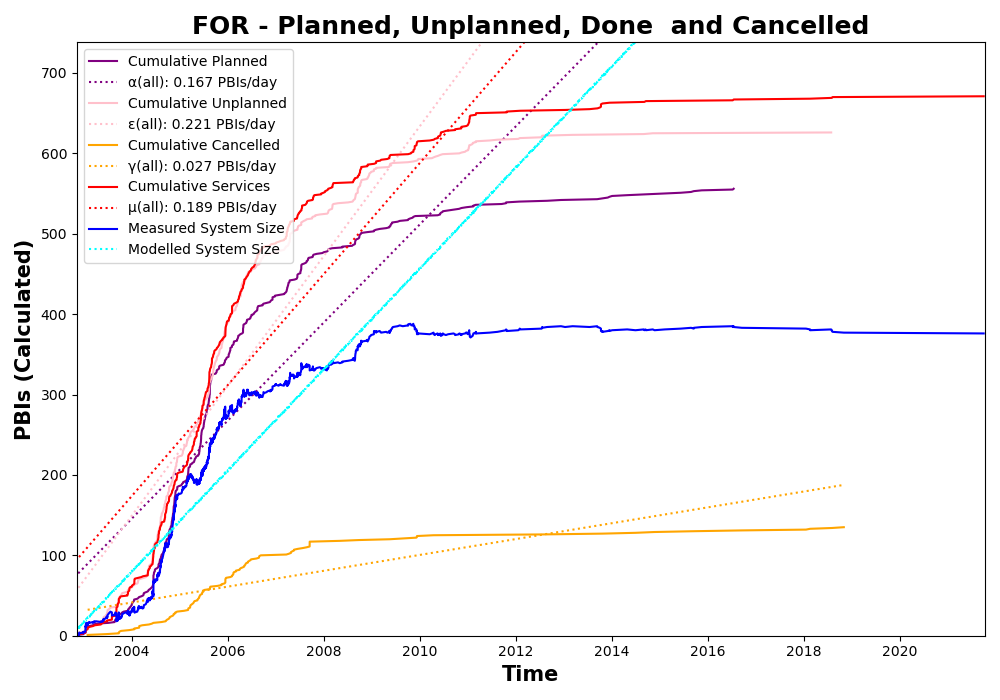 FOR - Planned, Unplanned, Done  and Cancelled
Cumulative Planned
α(all): 0.167 PBIs/day
Cumulative Unplanned
ε(all): 0.221 PBIs/day
Cumulative Cancelled
γ(all): 0.027 PBIs/day
Cumulative Services
μ(all): 0.189 PBIs/day
Measured System Size
Modelled System Size
PBIs (Calculated)
700
600
500
400
300
200
100
0
2004 2006 2008 2010 2012 2014 2016 2018 2020
Time